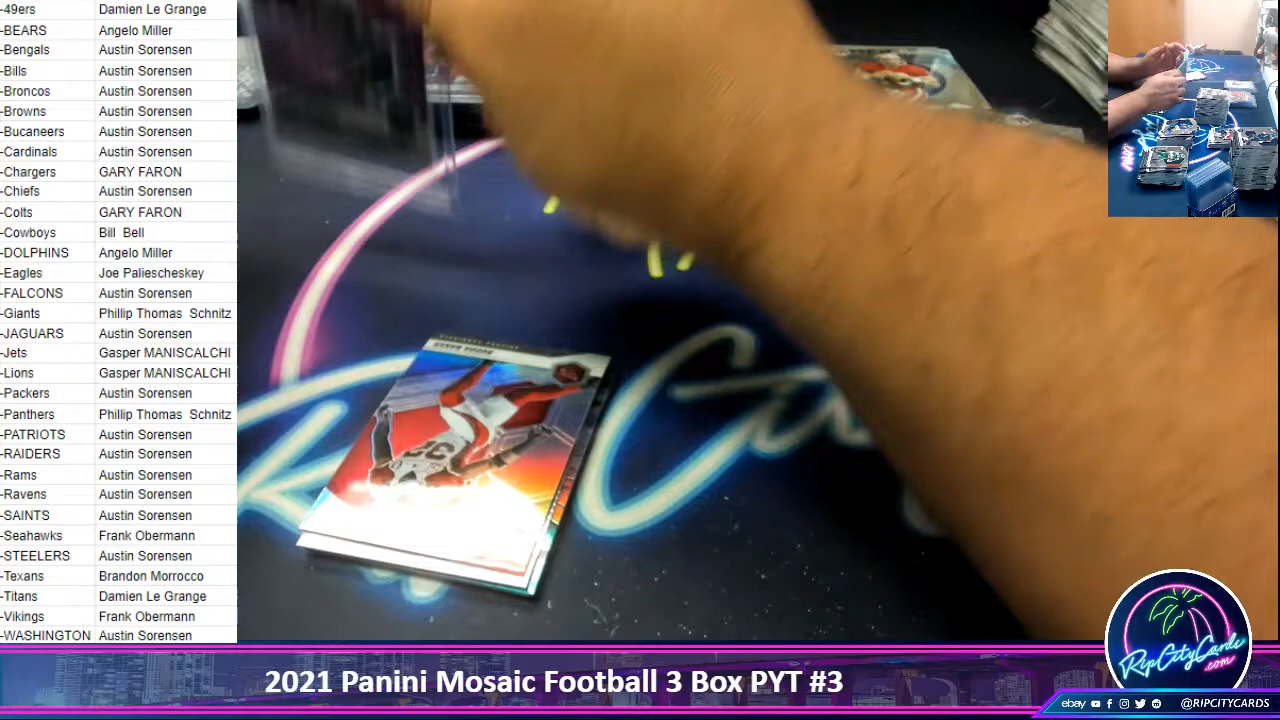 -49ers Damien Le Grange
-BEARS Angelo Miller
-Bengals Austin Sorensen
-Bills Austin Sorensen
-Broncos Austin Sorensen
-Browns Austin Sorensen
-Bucaneers Austin Sorensen
-Cardinals Austin Sorensen
-Chargers GARY FARON
-Chiefs Austin Sorensen
-Colts GARY FARON
-Cowboys Bill Bell
-DOLPHINS Angelo Miller
-Eagles Joe Paliescheskey
-FALCONS Austin Sorensen
-Giants Phillip Thomas Schnitz
-JAGUARS Austin Sorensen
-Jets Gasper MANISCALCHI
-Lions Gasper MANISCALCHI
-Packers Austin Sorensen
-Panthers Phillip Thomas Schnitz
-PATRIOTS Austin Sorensen
-RAIDERS Austin Sorensen
-Rams Austin Sorensen
-Ravens Austin Sorensen
-SAINTS Austin Sorensen
-Seahawks Frank Obermann
-STEELERS Austin Sorensen
-Texans Brandon Morrocco
-Titans Damien Le Grange
-Vikings Frank Obermann
-WASHINGTON Austin Sorensen
2021 Panini Mosaic Football 3 Box PYT #3
RipCityCards
.com
ebay @RIPCITYCARDS